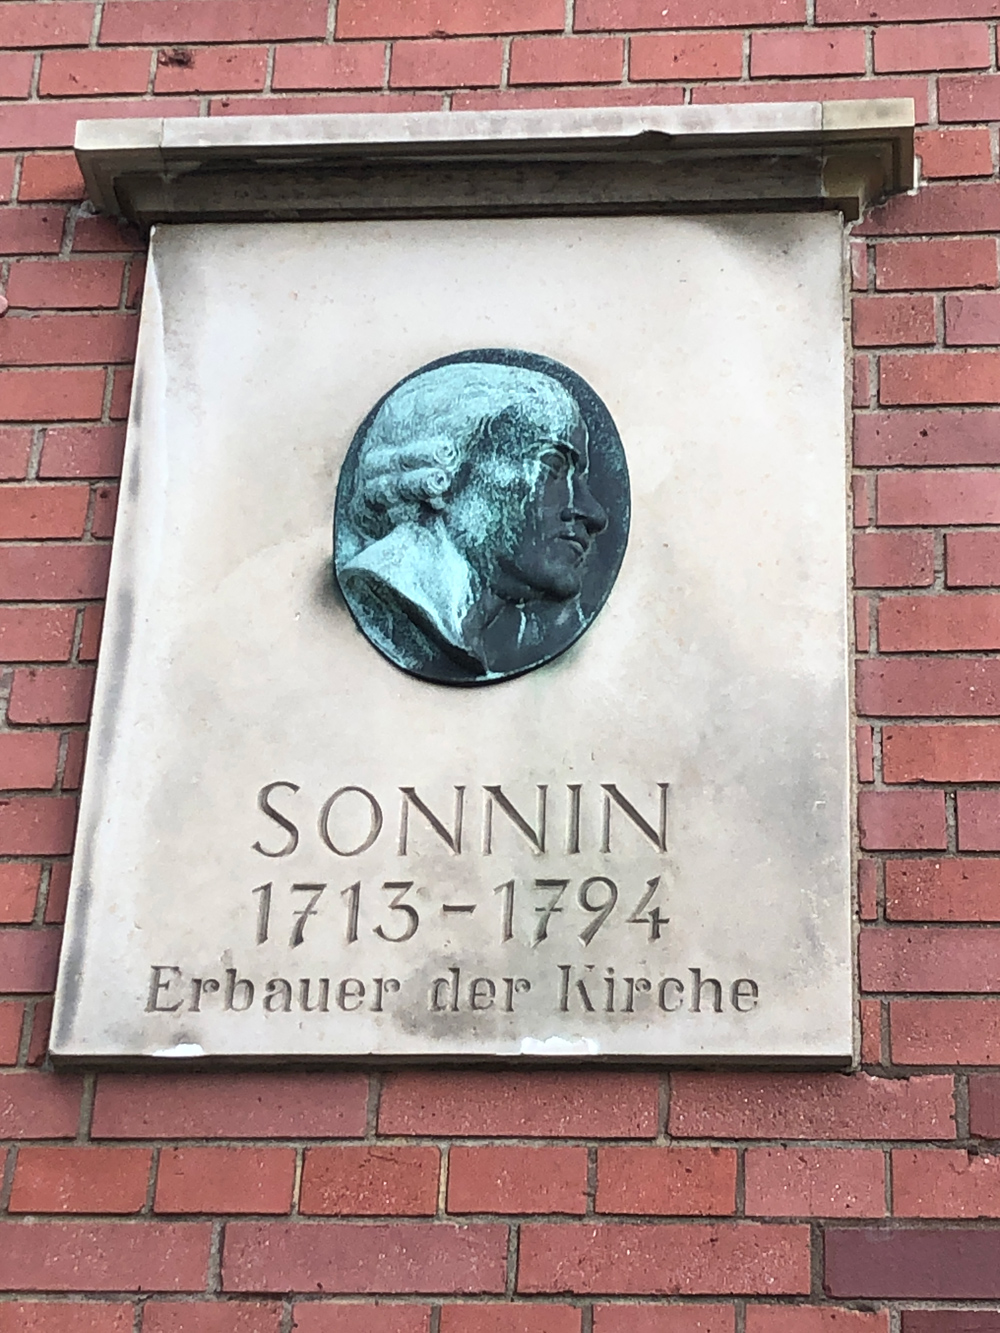 SONNIN
1713-1794
Erbauer der Kirche